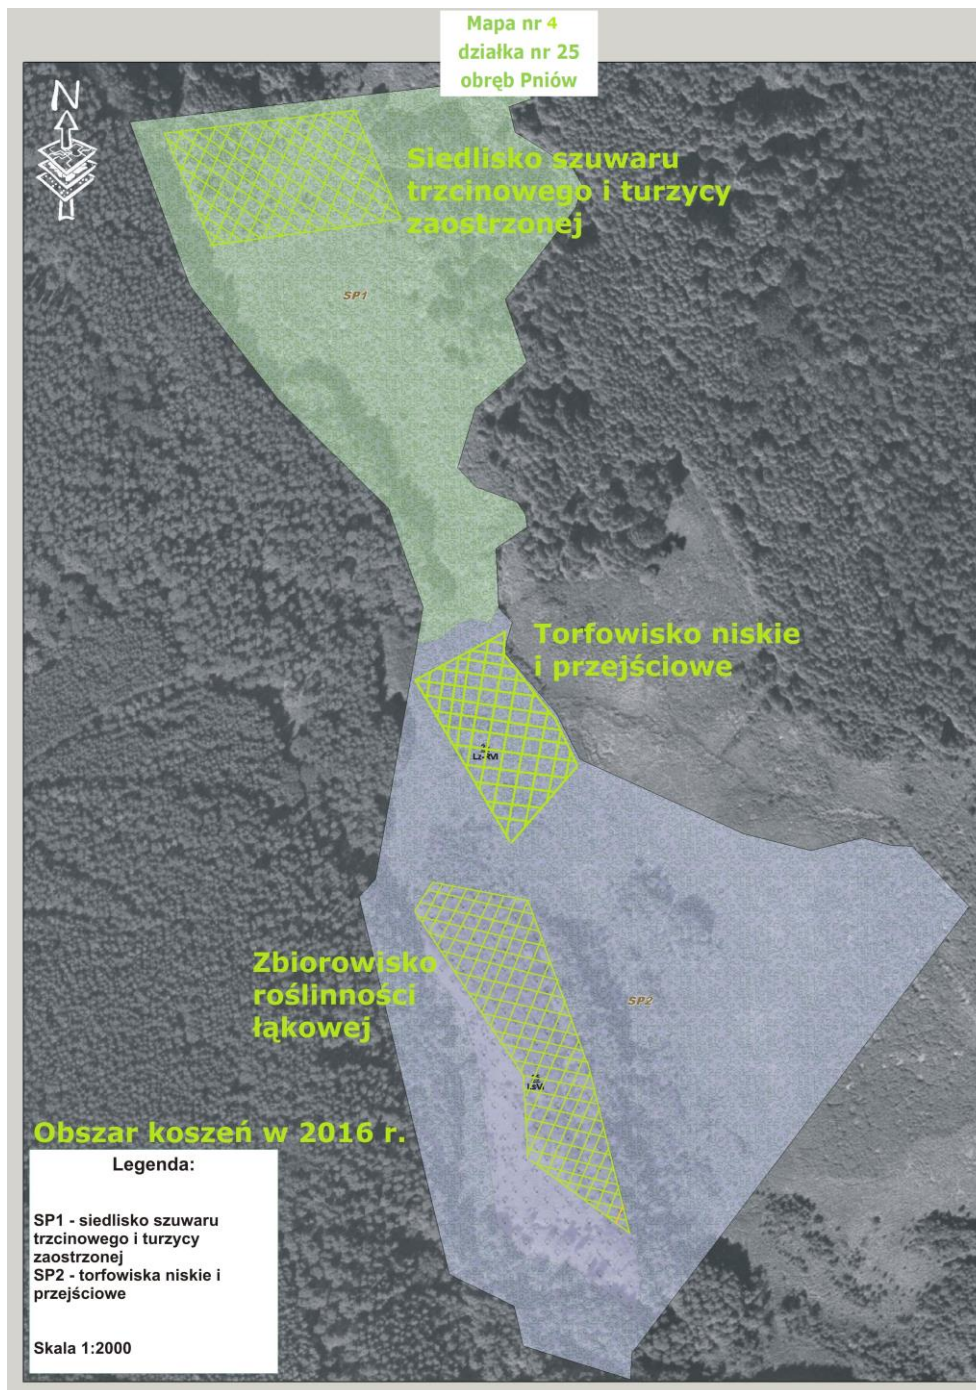 Mapa nr 4
działka nr 25
obręb Pniów
N
Siedlisko szuwaru
trzcinowego i turzycy
zaostrzonej
SP1
Torfowisko niskie
i przejściowe
Zbiorowisko
roślinności
łąkowej
SP2
Obszar koszeń w 2016 r.
Legenda:
SP1 - siedlisko szuwaru
trzcinowego i turzycy
zaostrzonej
SP2 - torfowiska niskie i
przejściowe
Skala 1:2000